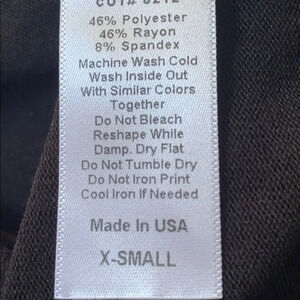 46% Polyester
46% Rayon
8% Spandex
Machine Wash Cold
Wash Inside Out
With Similar Colors
Together
Do Not Bleach
Reshape While
Damp. Dry Flat
Do Not Tumble Dry
Do Not Iron Print
Cool Iron If Needed
Made In USA
X-SMALL